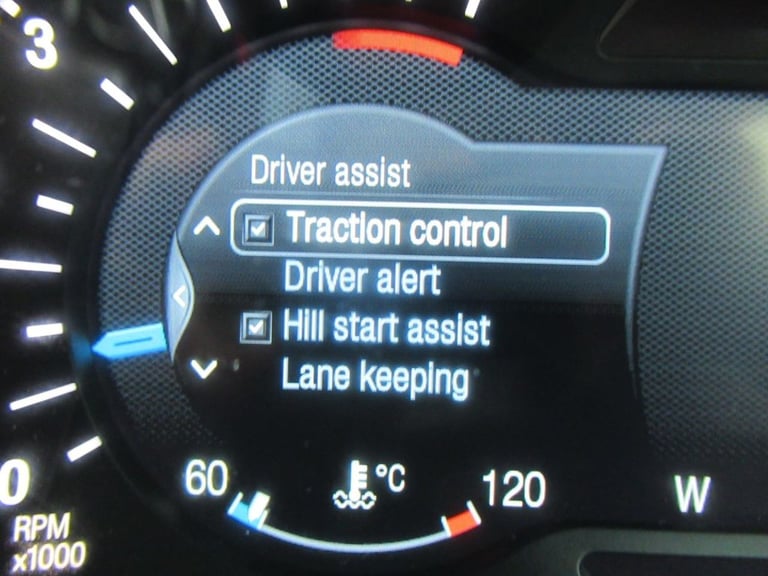 3
Driver assist
Traction control
Driver alert
Hill start assist
Lane keeping
60 °C 120
W
0
RPM
x1000